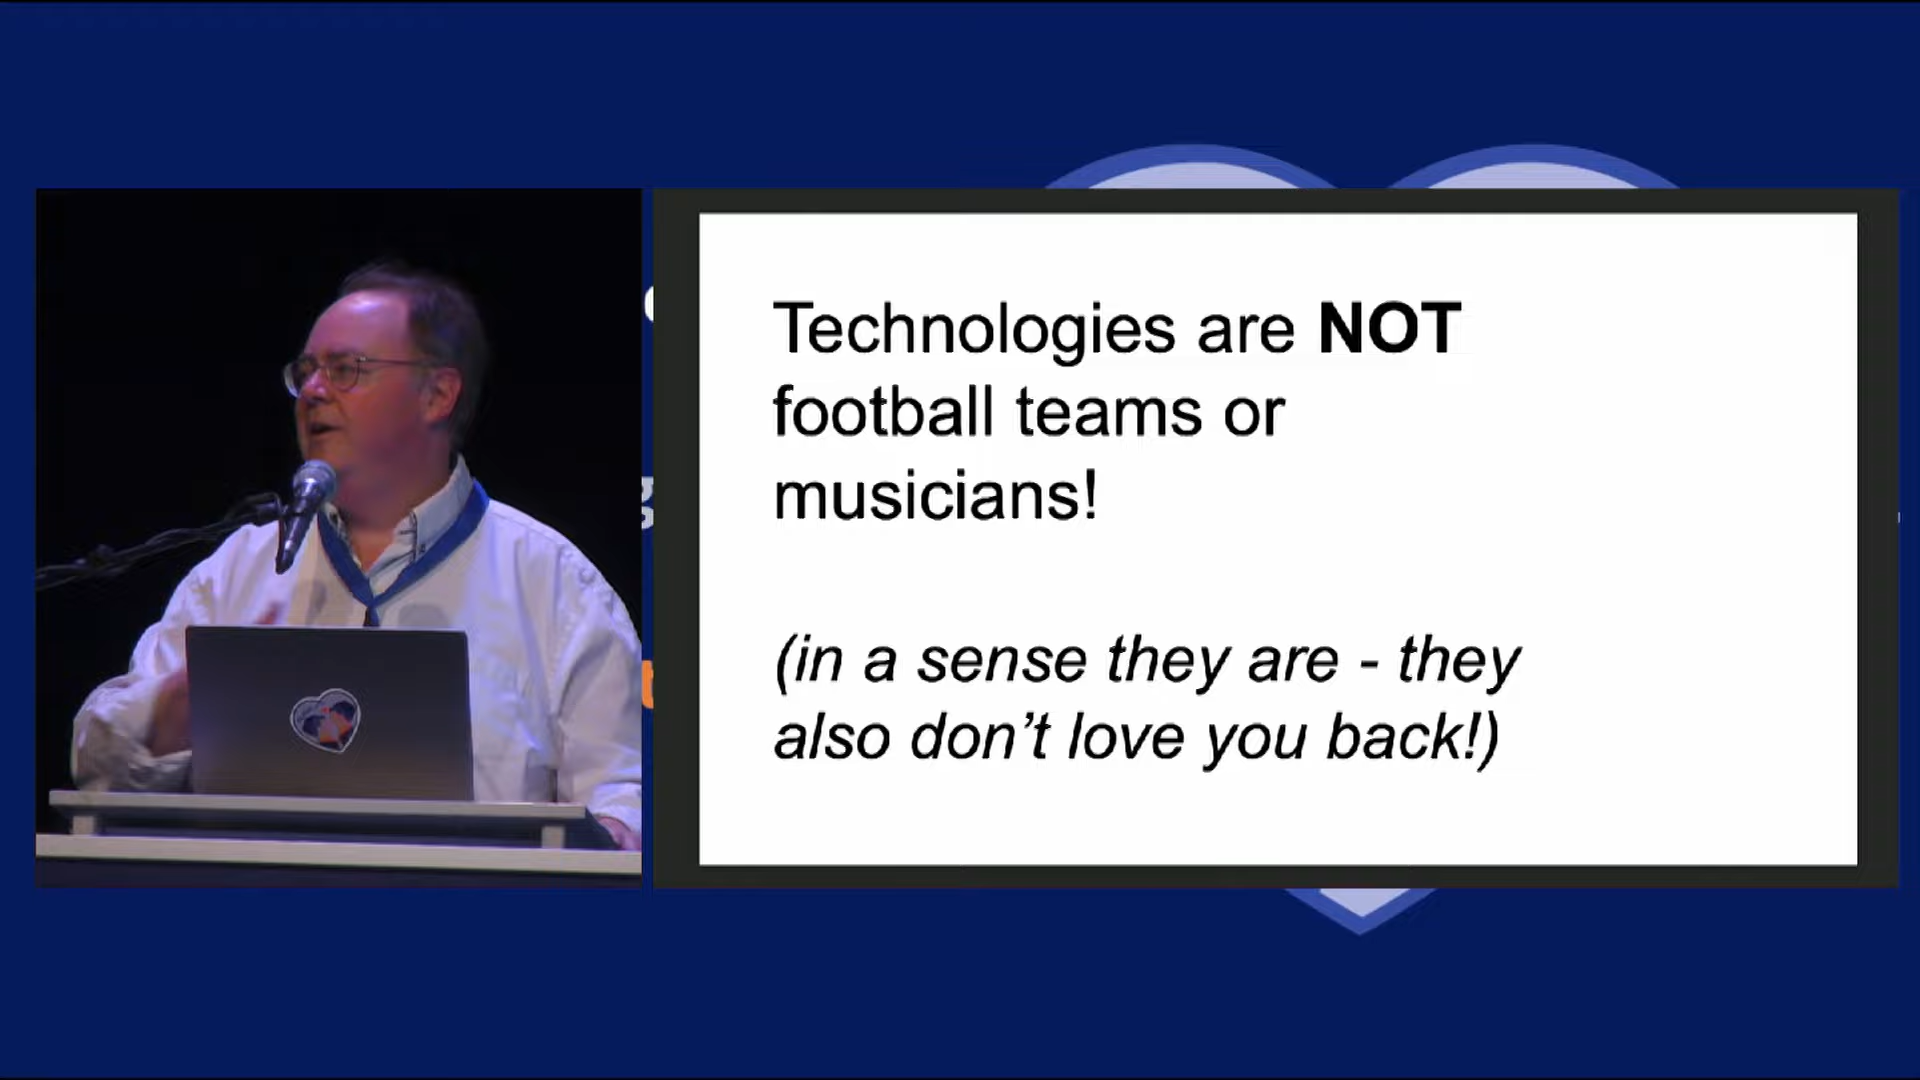 Technologies are NOT
football teams or
musicians!
(in a sense they are - they
also don’t love you back!)